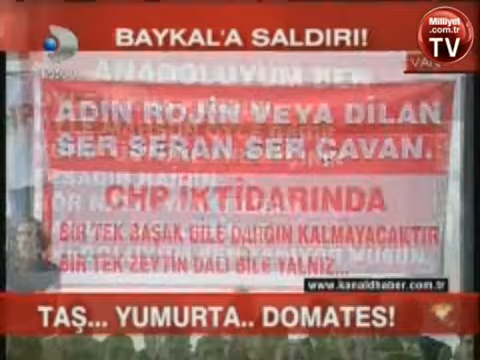 BAYKAL'A SALDIRI!
Milliyet
.com.tr
TV
ANADOLUYUM BEN
ADIN ROJİN VEYA DİLAN
SER SERAN SER ÇAVAN.
CHP İKTİDARINDA
BİR TEK BAŞAK BİLE DARGIN KALMAYACAKTIR
BİR TEK ZEYTİN DALI BİLE YALNIZ...
www.kanaldhaber.com.tr
TAŞ... YUMURTA.. DOMATES!